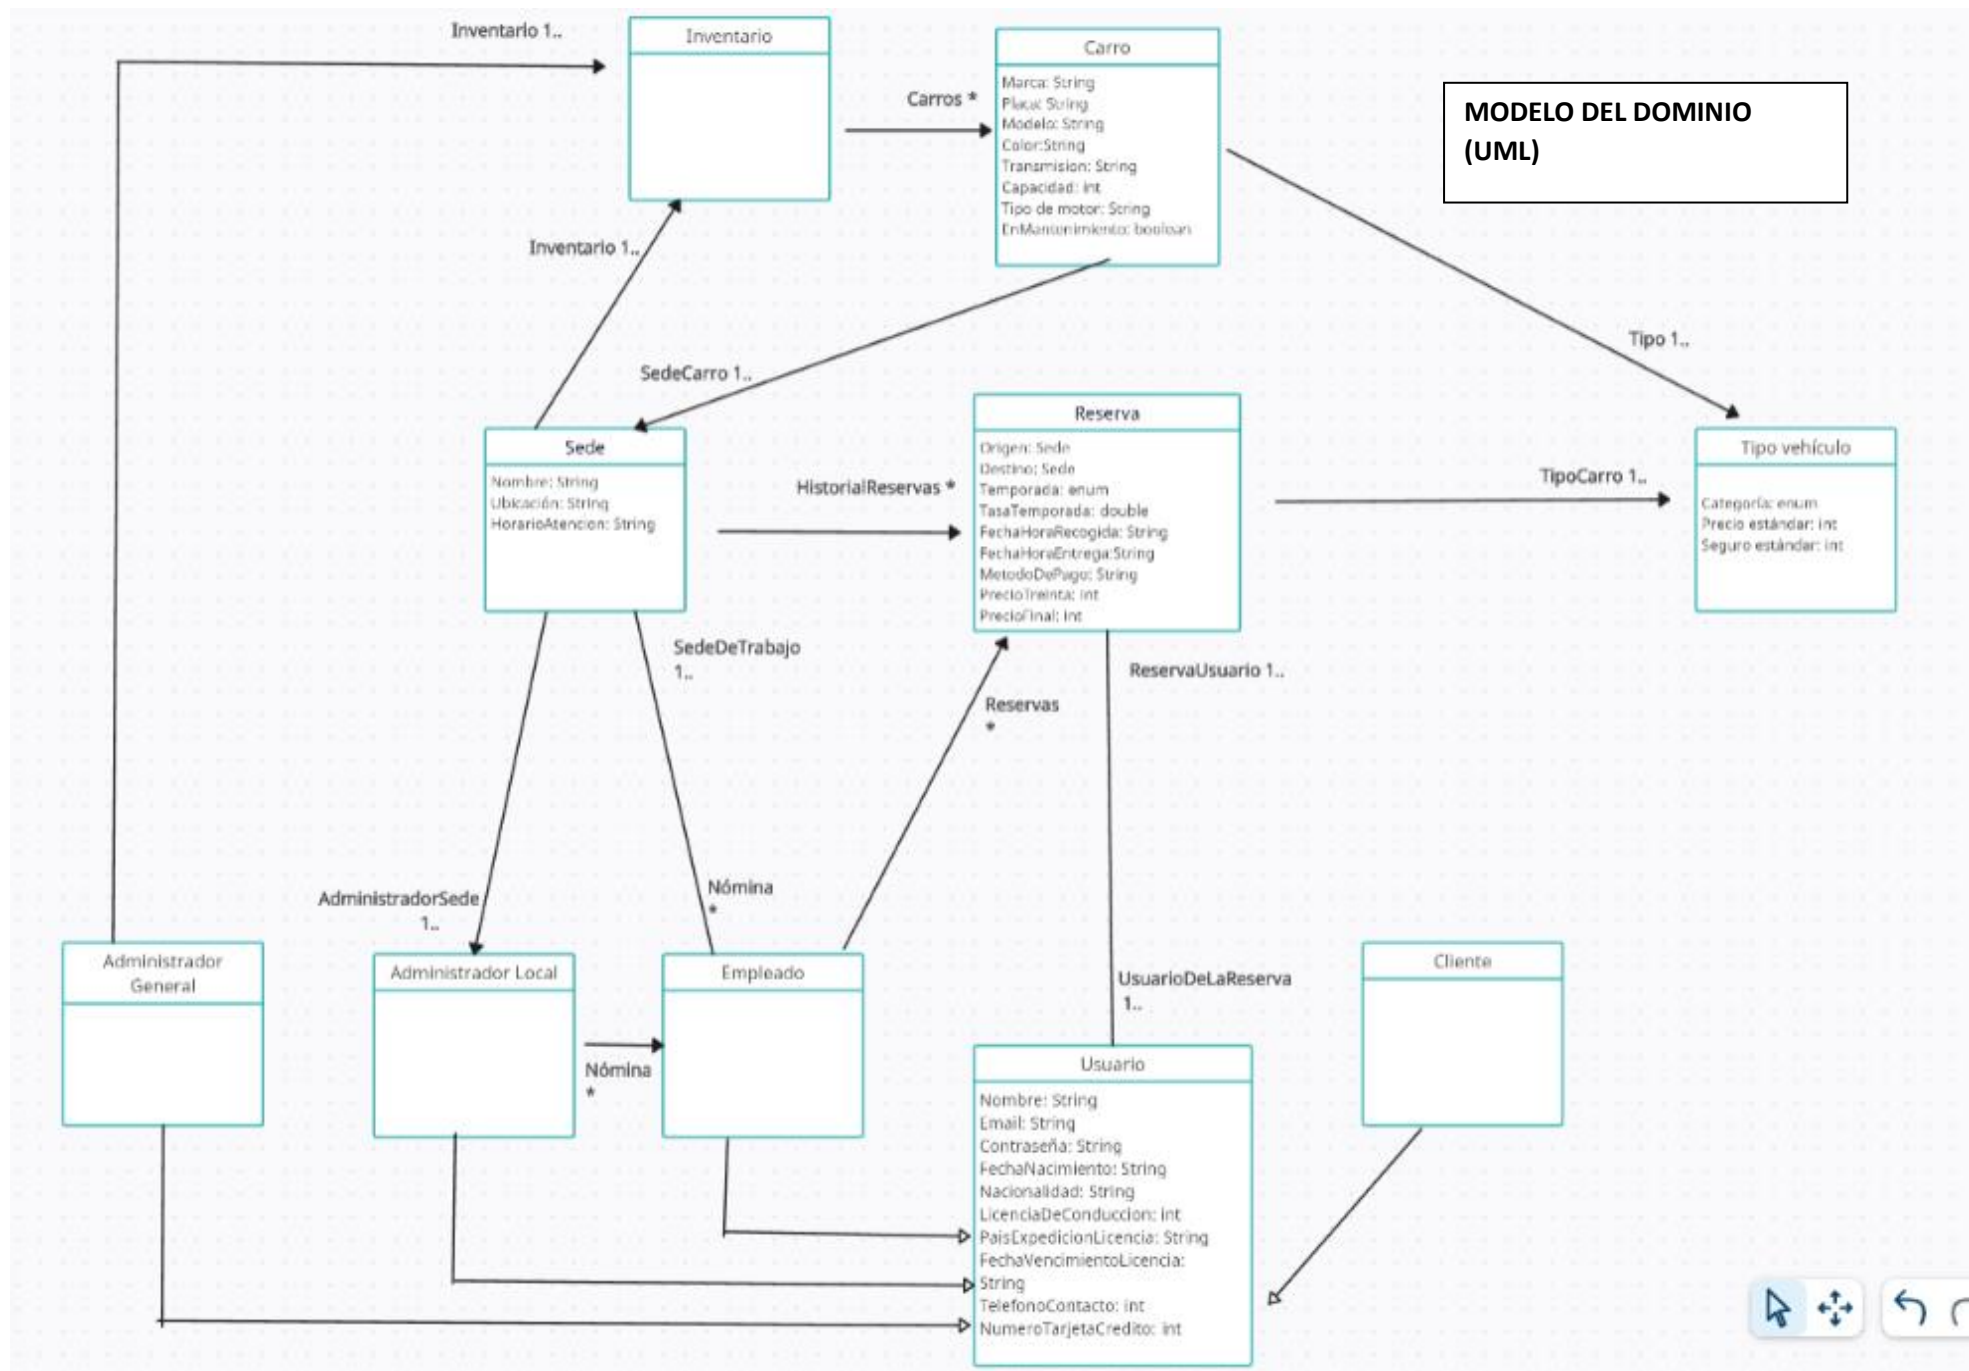 Inventario 1..
Inventario
Carro
Marca: String
Placa: String
Modelo: String
Color:String
Transmision: String
Capacidad: int
Tipo de motor: String
EnMantenimiento: boolean
Carros *
MODELO DEL DOMINIO
(UML)
Inventario 1..
SedeCarro 1..
Tipo 1..
Sede
Nombre: String
Ubicación: String
HorarioAtencion: String
HistorialReservas *
Reserva
Origen: Sede
Destino: Sede
Temporada: enum
TasaTemporada: double
FechaHoraRecogida: String
FechaHoraEntrega:String
MetodoDePago: String
PrecioTreinta: int
PrecioFinal: int
TipoCarro 1..
Tipo vehículo
Categoría: enum
Precio estándar: int
Seguro estándar: int
SedeDeTrabajo
1..
ReservaUsuario 1..
Reservas
*
AdministradorSede
1..
Nómina
*
Administrador
General
Administrador Local
Empleado
Nómina
*
UsuarioDeLaReserva
1..
Cliente
Usuario
Nombre: String
Email: String
Contraseña: String
FechaNacimiento: String
Nacionalidad: String
LicenciaDeConduccion: int
PaisExpedicionLicencia: String
FechaVencimientoLicencia:
String
TelefonoContacto: int
NumeroTarjetaCredito: int